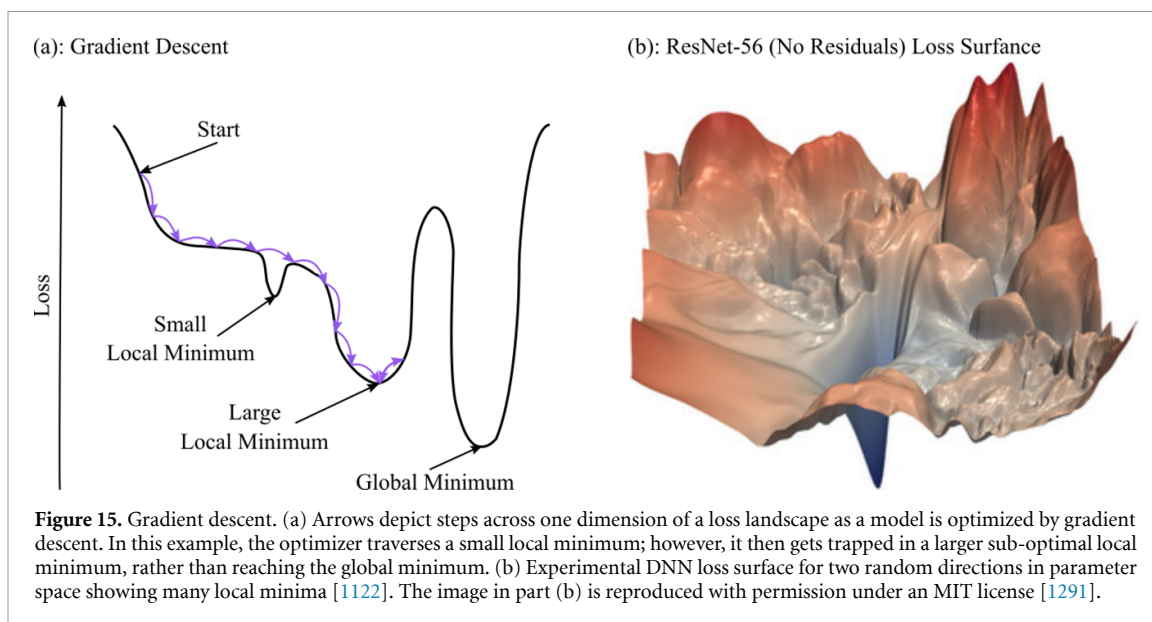 (a): Gradient Descent
(b): ResNet-56 (No Residuals) Loss Surfance
Start
Loss
Small
Local Minimum
Large
Local Minimum
Global Minimum
Figure 15. Gradient descent. (a) Arrows depict steps across one dimension of a loss landscape as a model is optimized by gradient
descent. In this example, the optimizer traverses a small local minimum; however, it then gets trapped in a larger sub-optimal local
minimum, rather than reaching the global minimum. (b) Experimental DNN loss surface for two random directions in parameter
space showing many local minima [1122]. The image in part (b) is reproduced with permission under an MIT license [1291].